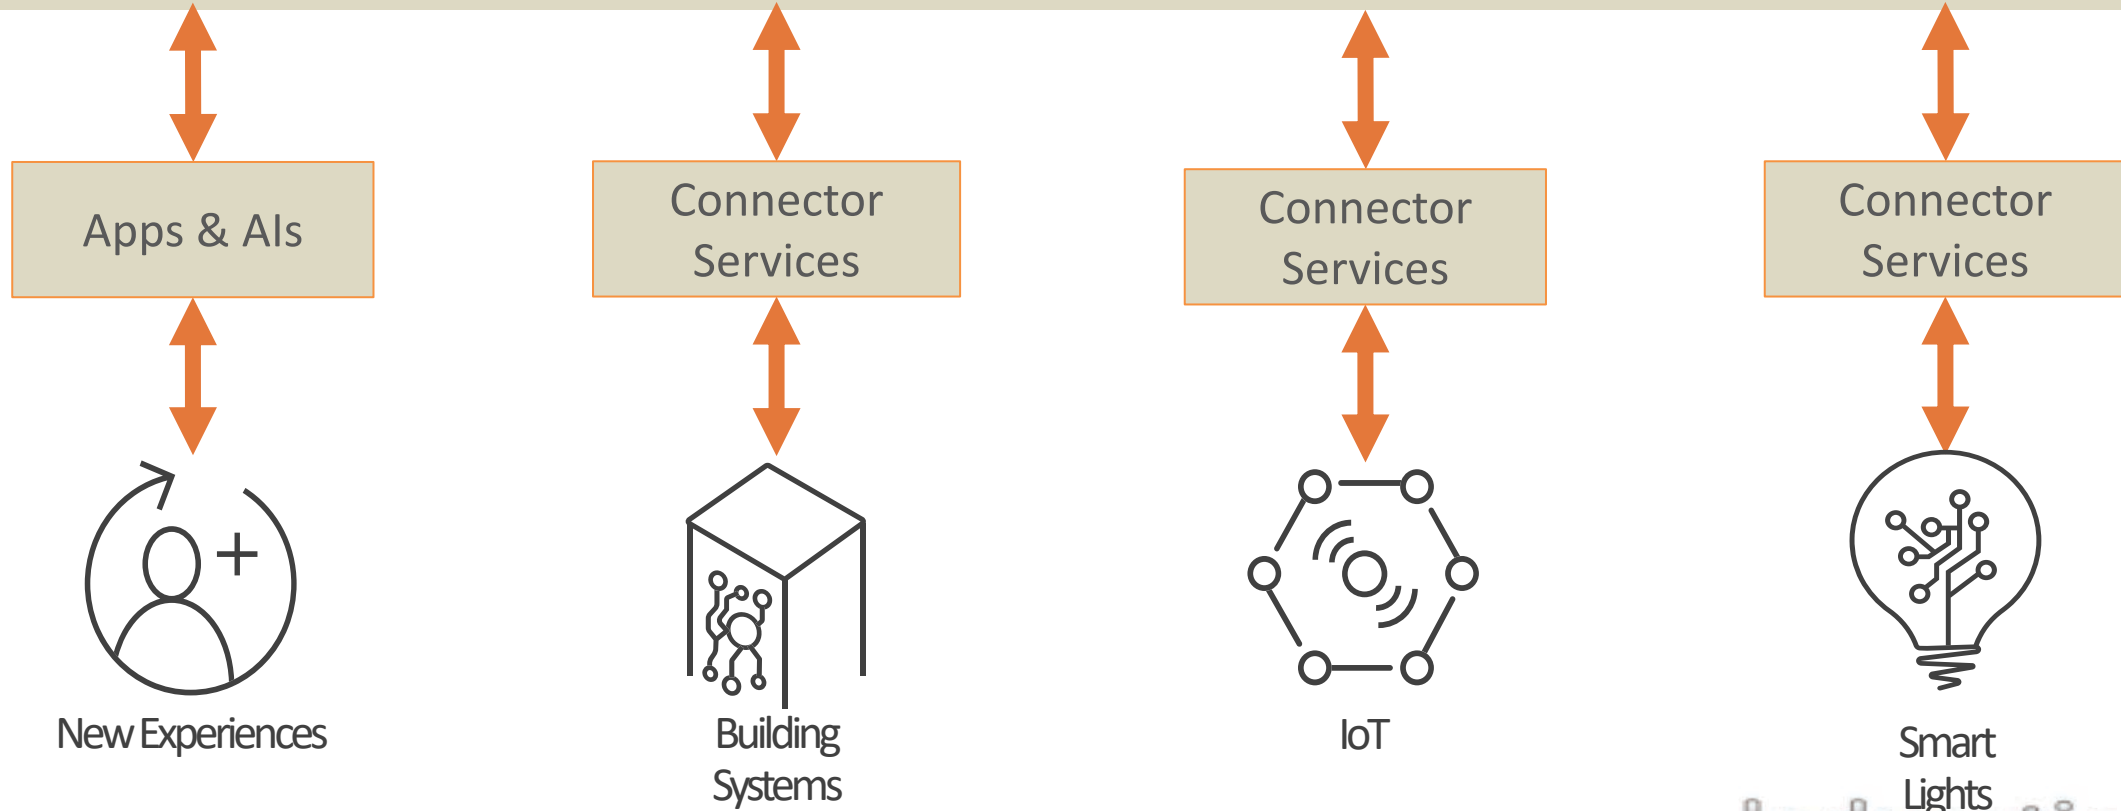 Apps & AIs
Connector
Services
Connector
Services
Connector
Services
New Experiences
Building
Systems
IoT
Smart
Lights